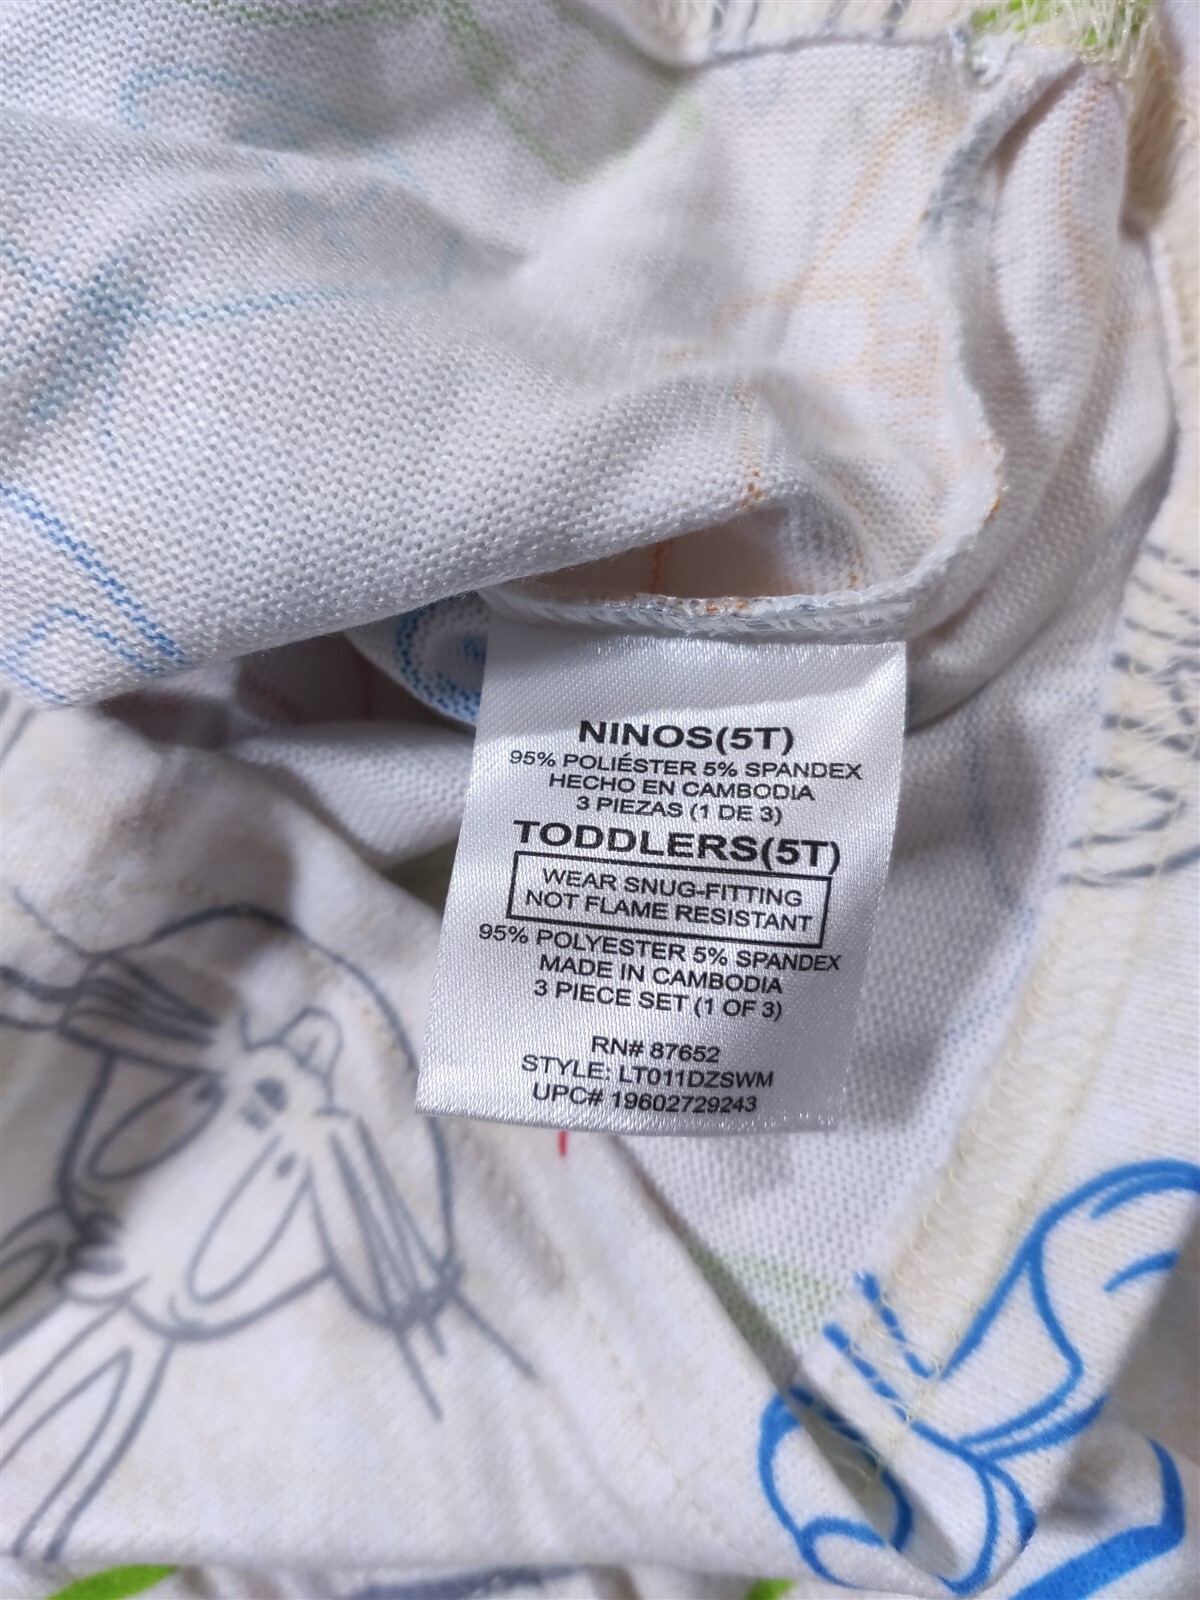 NINOS(5T)
95% POLIÉSTER 5% SPANDEX
HECHO EN CAMBODIA
3 PIEZAS (1 DE 3)
TODDLERS(5T)
WEAR SNUG-FITTING
NOT FLAME RESISTANT
95% POLYESTER 5% SPANDEX
MADE IN CAMBODIA
3 PIECE SET (1 OF 3)
RN# 87652
STYLE: LT011DZSWM
UPC# 19602729243